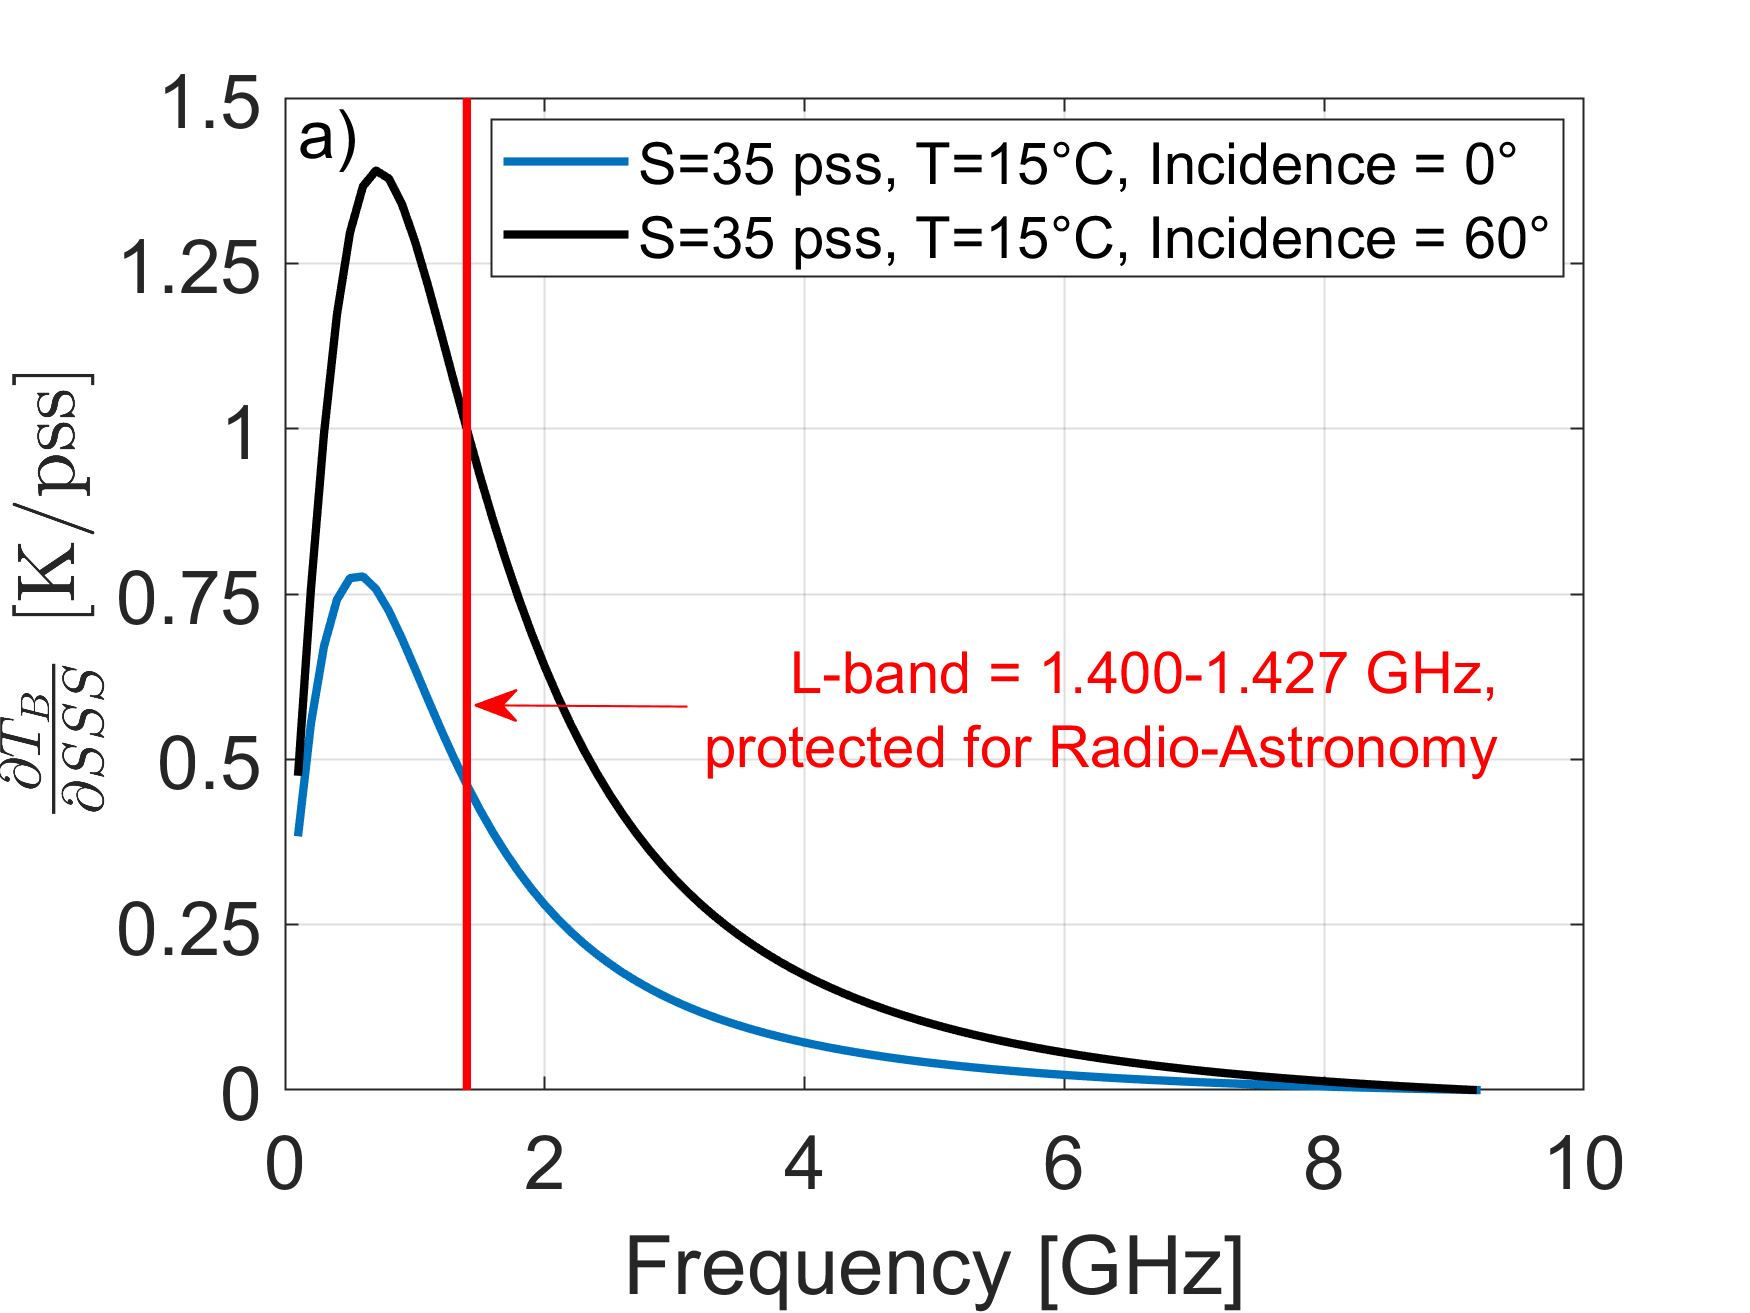 a)
S=35 pss, T=15°C, Incidence = 0°
S=35 pss, T=15°C, Incidence = 60°
L-band = 1.400-1.427 GHz,
protected for Radio-Astronomy
1.5
1.25
1
0.75
0.5
0.25
0
∂T_B/∂SSS [K/pss]
0 2 4 6 8 10
Frequency [GHz]